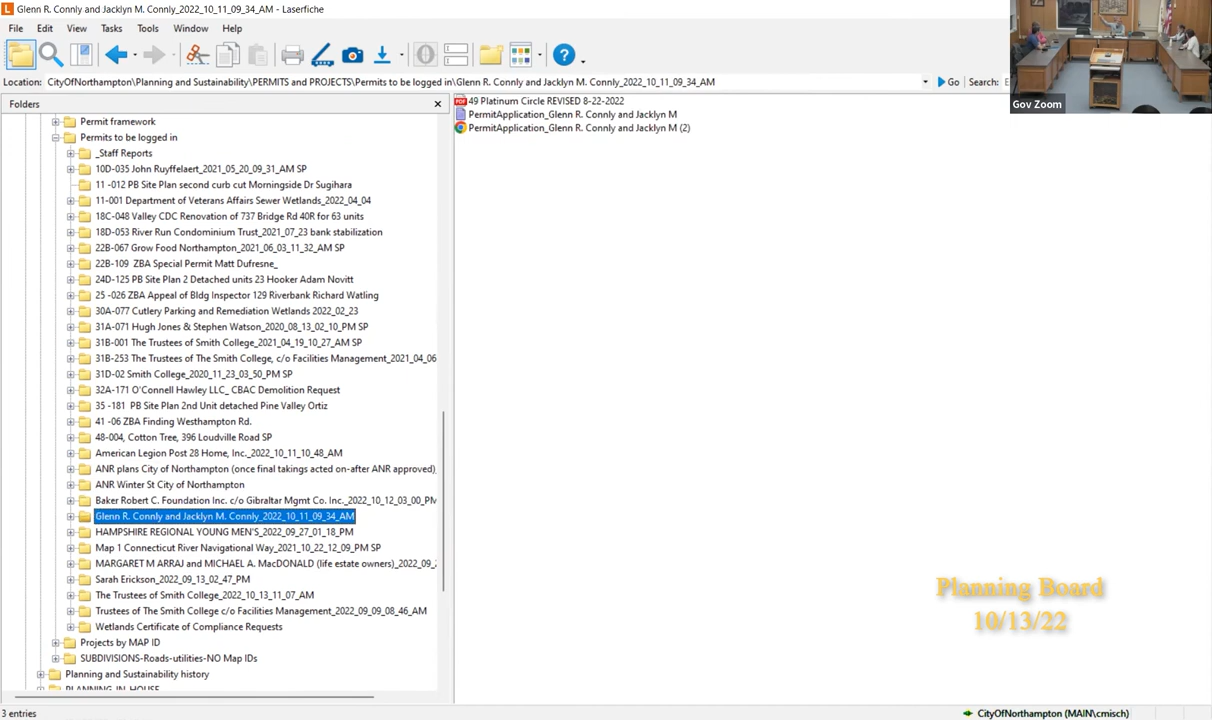 Glenn R. Connly and Jacklyn M. Connly_2022_10_11_09_34_AM - Laserfiche
File Edit View Tasks Tools Window Help
Location: CityOfNorthampton\Planning and Sustainability\PERMITS and PROJECTS\Permits to be logged in\Glenn R. Connly and Jacklyn M. Connly_2022_10_11_09_34_AM Go Search:
Gov Zoom
Folders
Permit framework
Permits to be logged in
_Staff Reports
10D-035 John Ruyffelaert_2021_05_20_09_31_AM SP
11 -012 PB Site Plan second curb cut Morningside Dr Sugihara
11-001 Department of Veterans Affairs Sewer Wetlands_2022_04_04
18C-048 Valley CDC Renovation of 737 Bridge Rd 40R for 63 units
18D-053 River Run Condominium Trust_2021_07_23 bank stabilization
22B-067 Grow Food Northampton_2021_06_03_11_32_AM SP
22B-109 ZBA Special Permit Matt Dufresne_
24D-125 PB Site Plan 2 Detached units 23 Hooker Adam Novitt
25 -026 ZBA Appeal of Bldg Inspector 129 Riverbank Richard Watling
30A-077 Cutlery Parking and Remediation Wetlands 2022_02_23
31A-071 Hugh Jones & Stephen Watson_2020_08_13_02_10_PM SP
31B-001 The Trustees of Smith College_2021_04_19_10_27_AM SP
31B-253 The Trustees of The Smith College, c/o Facilities Management_2021_04_06
31D-02 Smith College_2020_11_23_03_50_PM SP
32A-171 O'Connell Hawley LLC_ CBAC Demolition Request
35 -181 PB Site Plan 2nd Unit detached Pine Valley Ortiz
41 -06 ZBA Finding Westhampton Rd.
48-004, Cotton Tree, 396 Loudville Road SP
American Legion Post 28 Home, Inc._2022_10_11_10_48_AM
ANR plans City of Northampton (once final takings acted on-after ANR approved)
ANR Winter St City of Northampton
Baker Robert C. Foundation Inc. c/o Gibraltar Mgmt Co. Inc._2022_10_12_03_00_PM
Glenn R. Connly and Jacklyn M. Connly_2022_10_11_09_34_AM
HAMPSHIRE REGIONAL YOUNG MEN'S_2022_09_27_01_18_PM
Map 1 Connecticut River Navigational Way_2021_10_22_12_09_PM SP
MARGARET M ARRAJ and MICHAEL A. MacDONALD (life estate owners)_2022_09_2
Sarah Erickson_2022_09_13_02_47_PM
The Trustees of Smith College_2022_10_13_11_07_AM
Trustees of The Smith College c/o Facilities Management_2022_09_09_08_46_AM
Wetlands Certificate of Compliance Requests
Projects by MAP ID
SUBDIVISIONS-Roads-utilities-NO Map IDs
Planning and Sustainability history
PLANNING-IN-HOUSE
49 Platinum Circle REVISED 8-22-2022
PermitApplication_Glenn R. Connly and Jacklyn M
PermitApplication_Glenn R. Connly and Jacklyn M (2)
Planning Board
10/13/22
3 entries
CityOfNorthampton (MAIN\cmisch)